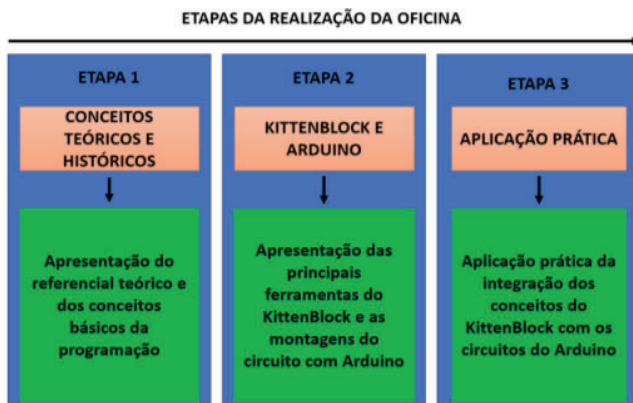 ETAPAS DA REALIZAÇÃO DA OFICINA
ETAPA 1
CONCEITOS
TEÓRICOS E
HISTÓRICOS
Apresentação do
referencial teórico e
dos conceitos
básicos da
programação
ETAPA 2
KITTENBLOCK E
ARDUINO
Apresentação das
principais
ferramentas do
KittenBlock e as
montagens do
circuito com Arduino
ETAPA 3
APLICAÇÃO PRÁTICA
Aplicação prática da
integração dos
conceitos do
KittenBlock com os
circuitos do Arduino